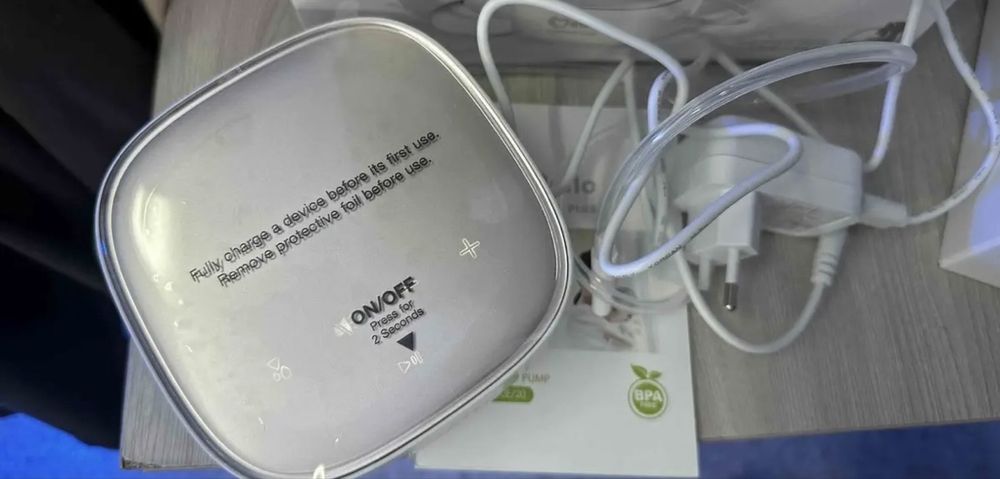 Fully charge a device before its first use.
Remove protective foil before use.
ON/OFF
Press for
2 Seconds
PUMP
BPA
FREE